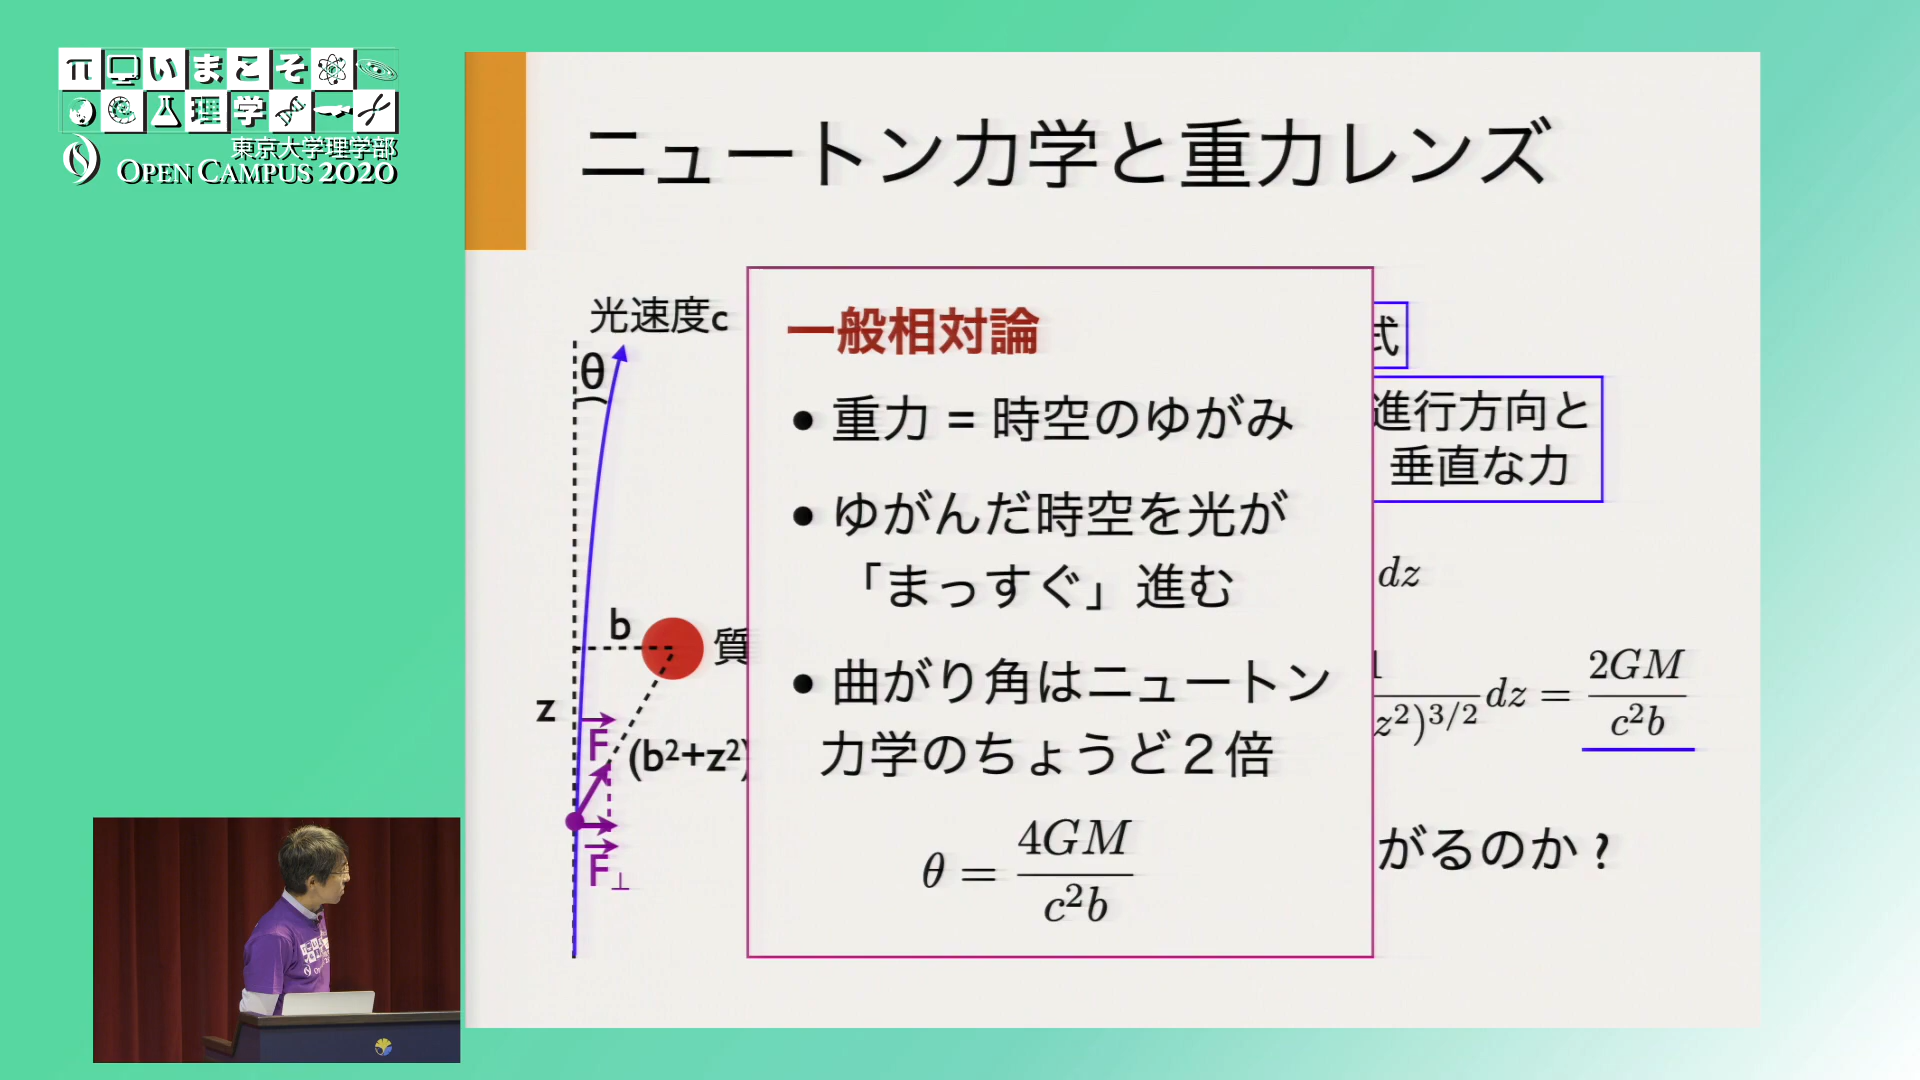 π いまこそ
理学
東京大学理学部
OPEN CAMPUS 2020
ニュートン力学と重力レンズ
光速度c
θ
b
質
z
F
(b²+z²)
F⊥
一般相対論
• 重力 = 時空のゆがみ
• ゆがんだ時空を光が
「まっすぐ」進む
• 曲がり角はニュートン
力学のちょうど２倍
θ = 4GM / c²b
式
進行方向と
垂直な力
dz
1 / z²)^{3/2} dz = 2GM / c²b
がるのか？